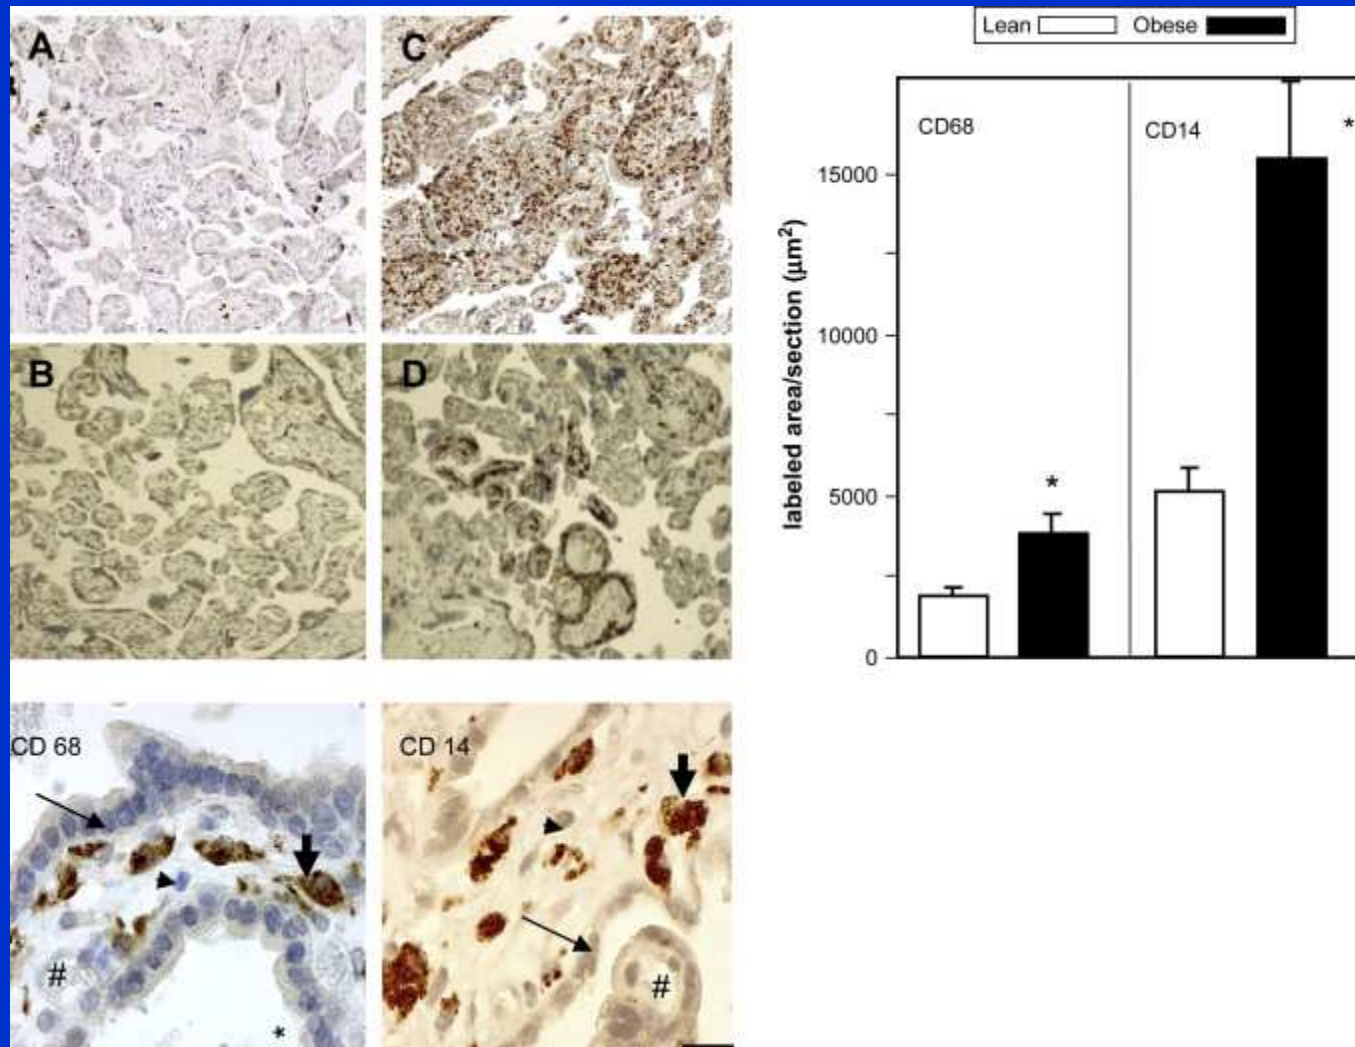 A
C
B
D
CD 68
#
*
CD 14
#
Lean Obese
CD68
CD14
*
*
15000
10000
5000
0
labeled area/section (µm²)